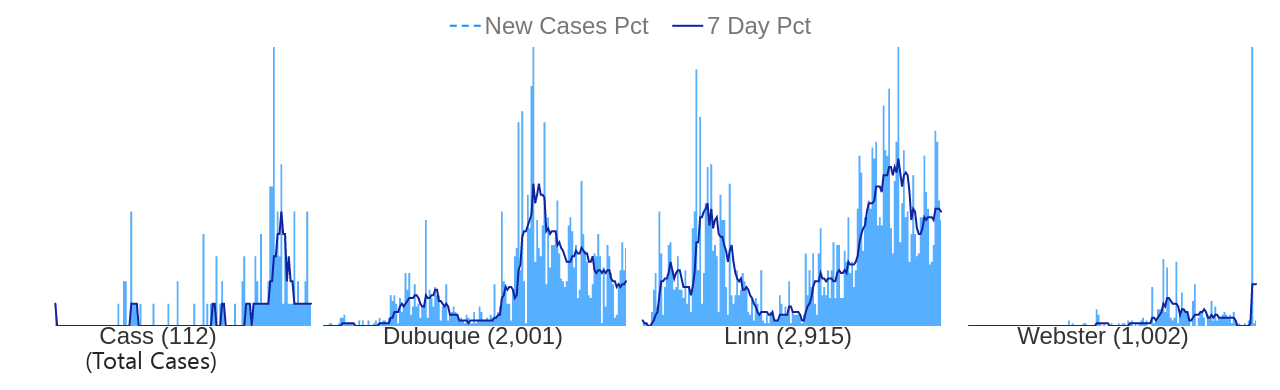 New Cases Pct 7 Day Pct
Cass (112) Dubuque (2,001) Linn (2,915) Webster (1,002)
(Total Cases)